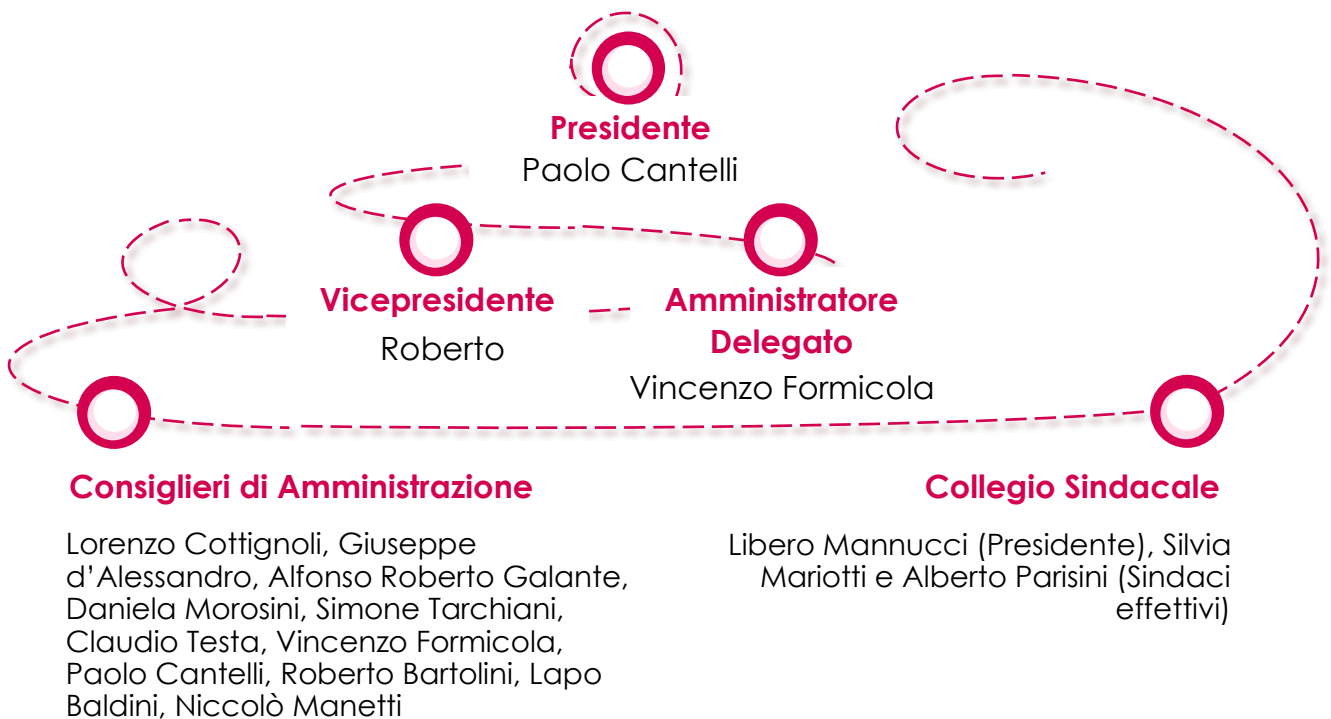 Presidente
Paolo Cantelli
Vicepresidente
Roberto
Amministratore
Delegato
Vincenzo Formicola
Consiglieri di Amministrazione
Lorenzo Cottignoli, Giuseppe
d’Alessandro, Alfonso Roberto Galante,
Daniela Morosini, Simone Tarchiani,
Claudio Testa, Vincenzo Formicola,
Paolo Cantelli, Roberto Bartolini, Lapo
Baldini, Niccolò Manetti
Collegio Sindacale
Libero Mannucci (Presidente), Silvia
Mariotti e Alberto Parisini (Sindaci
effettivi)